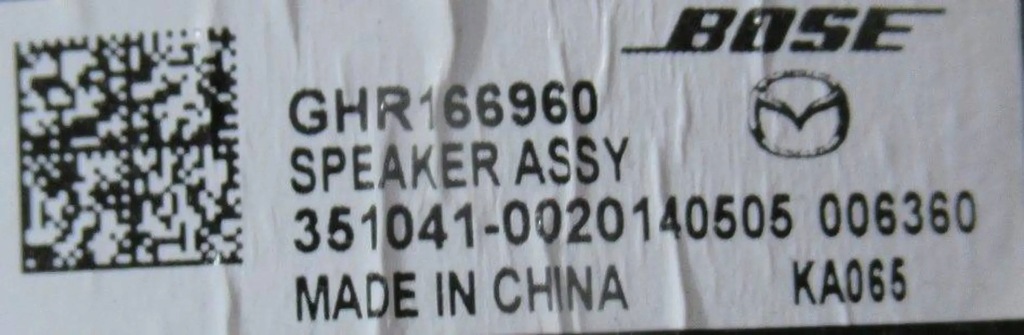 BOSE
GHR166960
SPEAKER ASSY
351041-0020140505 006360
MADE IN CHINA KA065